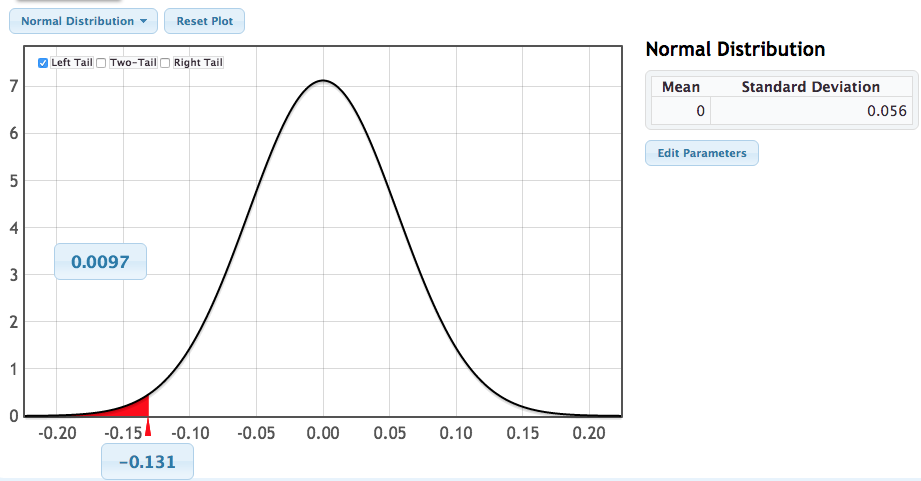 Normal Distribution
Reset Plot
Left Tail Two-Tail Right Tail
7
6
5
4
3
2
1
0
0.0097
-0.20 -0.15 -0.10 -0.05 0.00 0.05 0.10 0.15 0.20
-0.131
Normal Distribution
Mean Standard Deviation
0 0.056
Edit Parameters